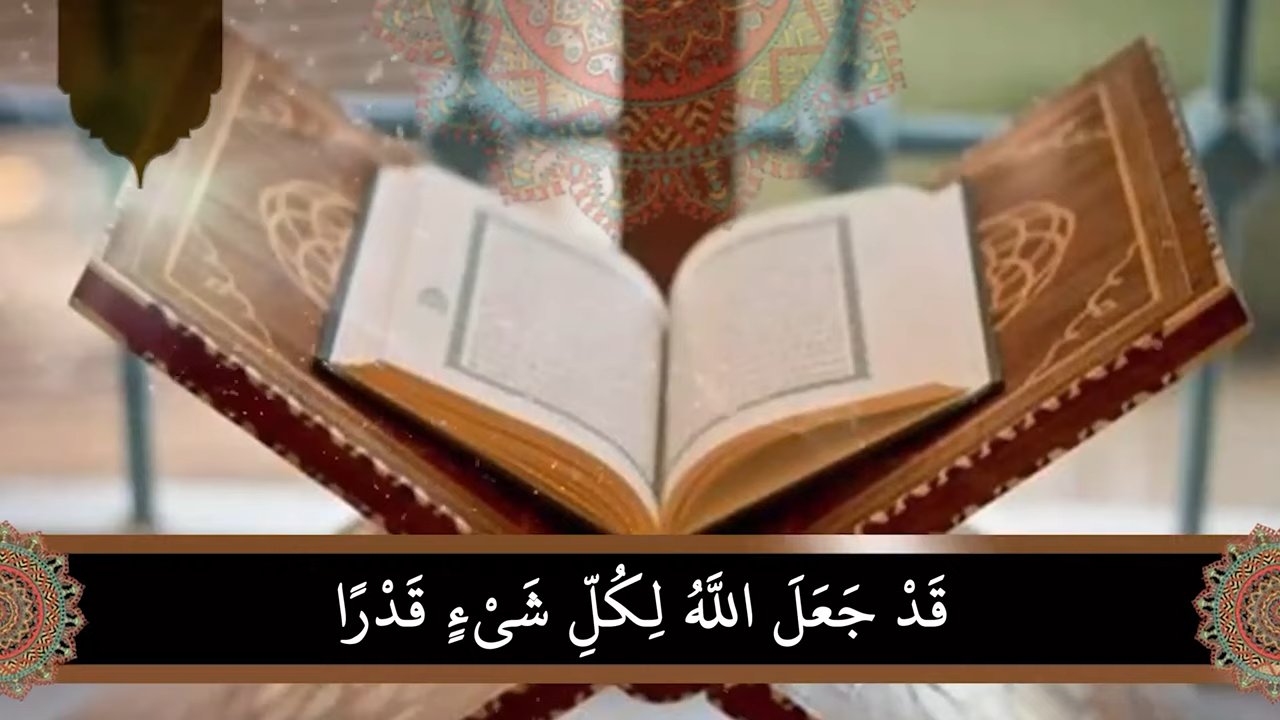 قَدْ جَعَلَ اللَّهُ لِكُلِّ شَىْءٍ قَدْرًا